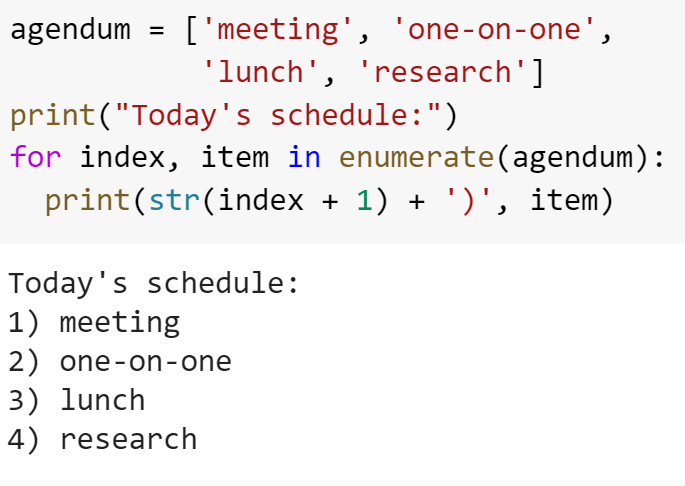 agendum = ['meeting', 'one-on-one',
           'lunch', 'research']
print("Today's schedule:")
for index, item in enumerate(agendum):
  print(str(index + 1) + ')', item)
Today's schedule:
1) meeting
2) one-on-one
3) lunch
4) research